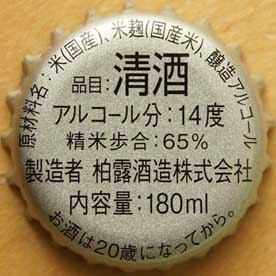 原材料名：米(国産)、米麹(国産米)、醸造アルコール
品目：清酒
アルコール分：14度
精米歩合：65%
製造者 柏露酒造株式会社
内容量：180ml
お酒は20歳になってから。